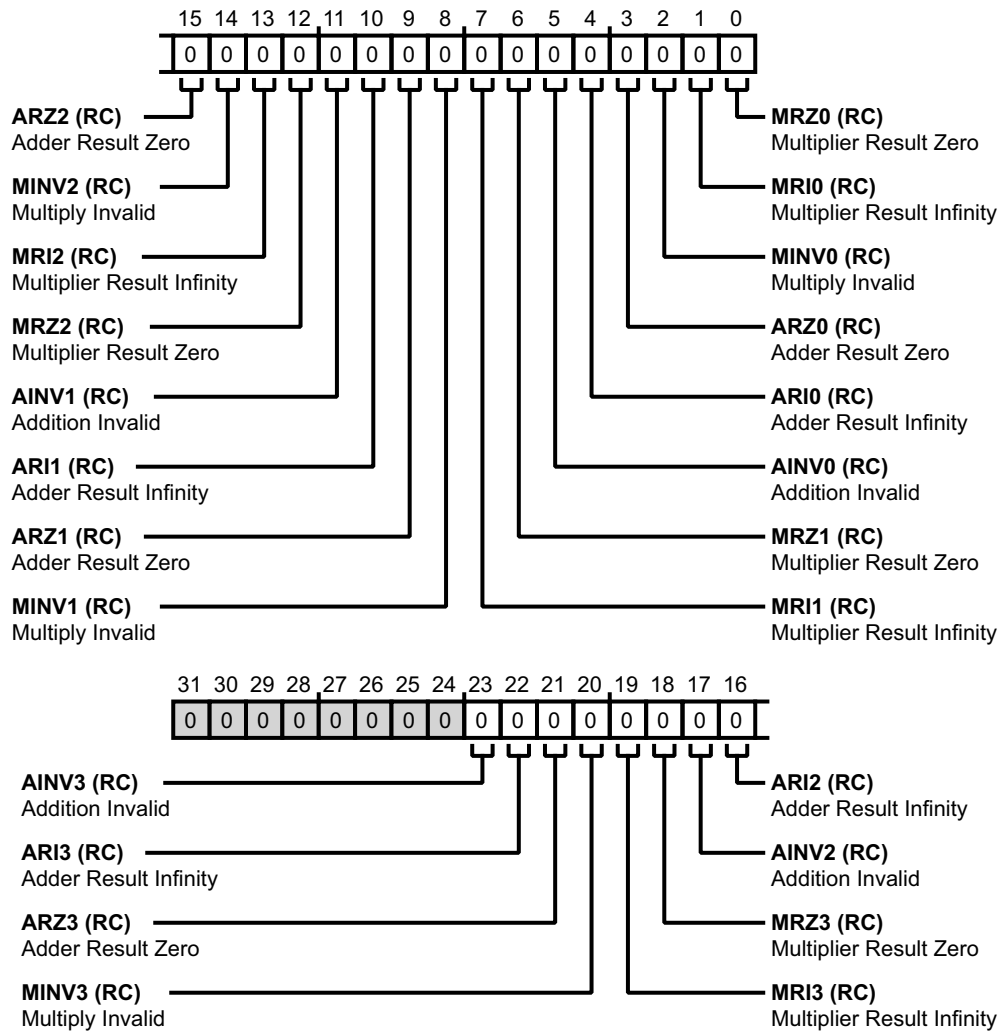 15 14 13 12 11 10 9 8 7 6 5 4 3 2 1 0
0 0 0 0 0 0 0 0 0 0 0 0 0 0 0 0
ARZ2 (RC)
Adder Result Zero
MINV2 (RC)
Multiply Invalid
MRI2 (RC)
Multiplier Result Infinity
MRZ2 (RC)
Multiplier Result Zero
AINV1 (RC)
Addition Invalid
ARI1 (RC)
Adder Result Infinity
ARZ1 (RC)
Adder Result Zero
MINV1 (RC)
Multiply Invalid
MRZ0 (RC)
Multiplier Result Zero
MRI0 (RC)
Multiplier Result Infinity
MINV0 (RC)
Multiply Invalid
ARZ0 (RC)
Adder Result Zero
ARI0 (RC)
Adder Result Infinity
AINV0 (RC)
Addition Invalid
MRZ1 (RC)
Multiplier Result Zero
MRI1 (RC)
Multiplier Result Infinity
31 30 29 28 27 26 25 24 23 22 21 20 19 18 17 16
0 0 0 0 0 0 0 0 0 0 0 0 0 0 0 0
AINV3 (RC)
Addition Invalid
ARI3 (RC)
Adder Result Infinity
ARZ3 (RC)
Adder Result Zero
MINV3 (RC)
Multiply Invalid
ARI2 (RC)
Adder Result Infinity
AINV2 (RC)
Addition Invalid
MRZ3 (RC)
Multiplier Result Zero
MRI3 (RC)
Multiplier Result Infinity